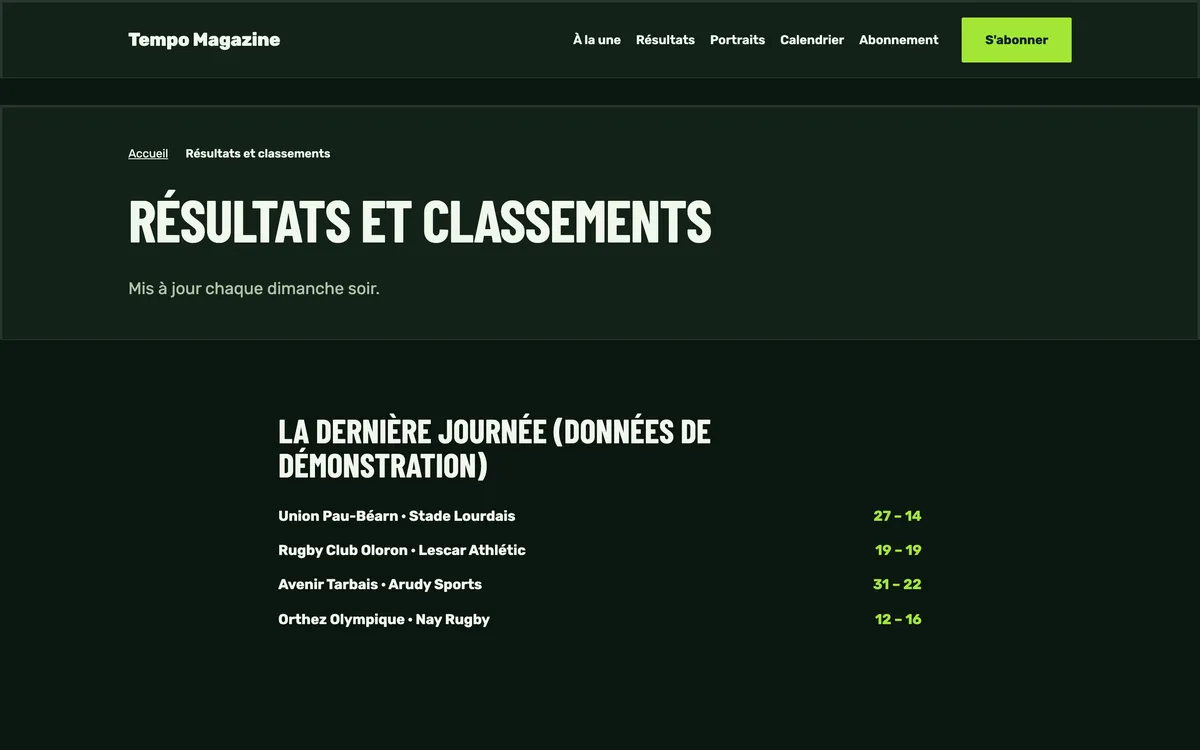 Tempo Magazine
À la une Résultats Portraits Calendrier Abonnement S'abonner
Accueil Résultats et classements
RÉSULTATS ET CLASSEMENTS
Mis à jour chaque dimanche soir.
LA DERNIÈRE JOURNÉE (DONNÉES DE
DÉMONSTRATION)
Union Pau-Béarn • Stade Lourdais 27 – 14
Rugby Club Oloron • Lescar Athlétic 19 – 19
Avenir Tarbais • Arudy Sports 31 – 22
Orthez Olympique • Nay Rugby 12 – 16